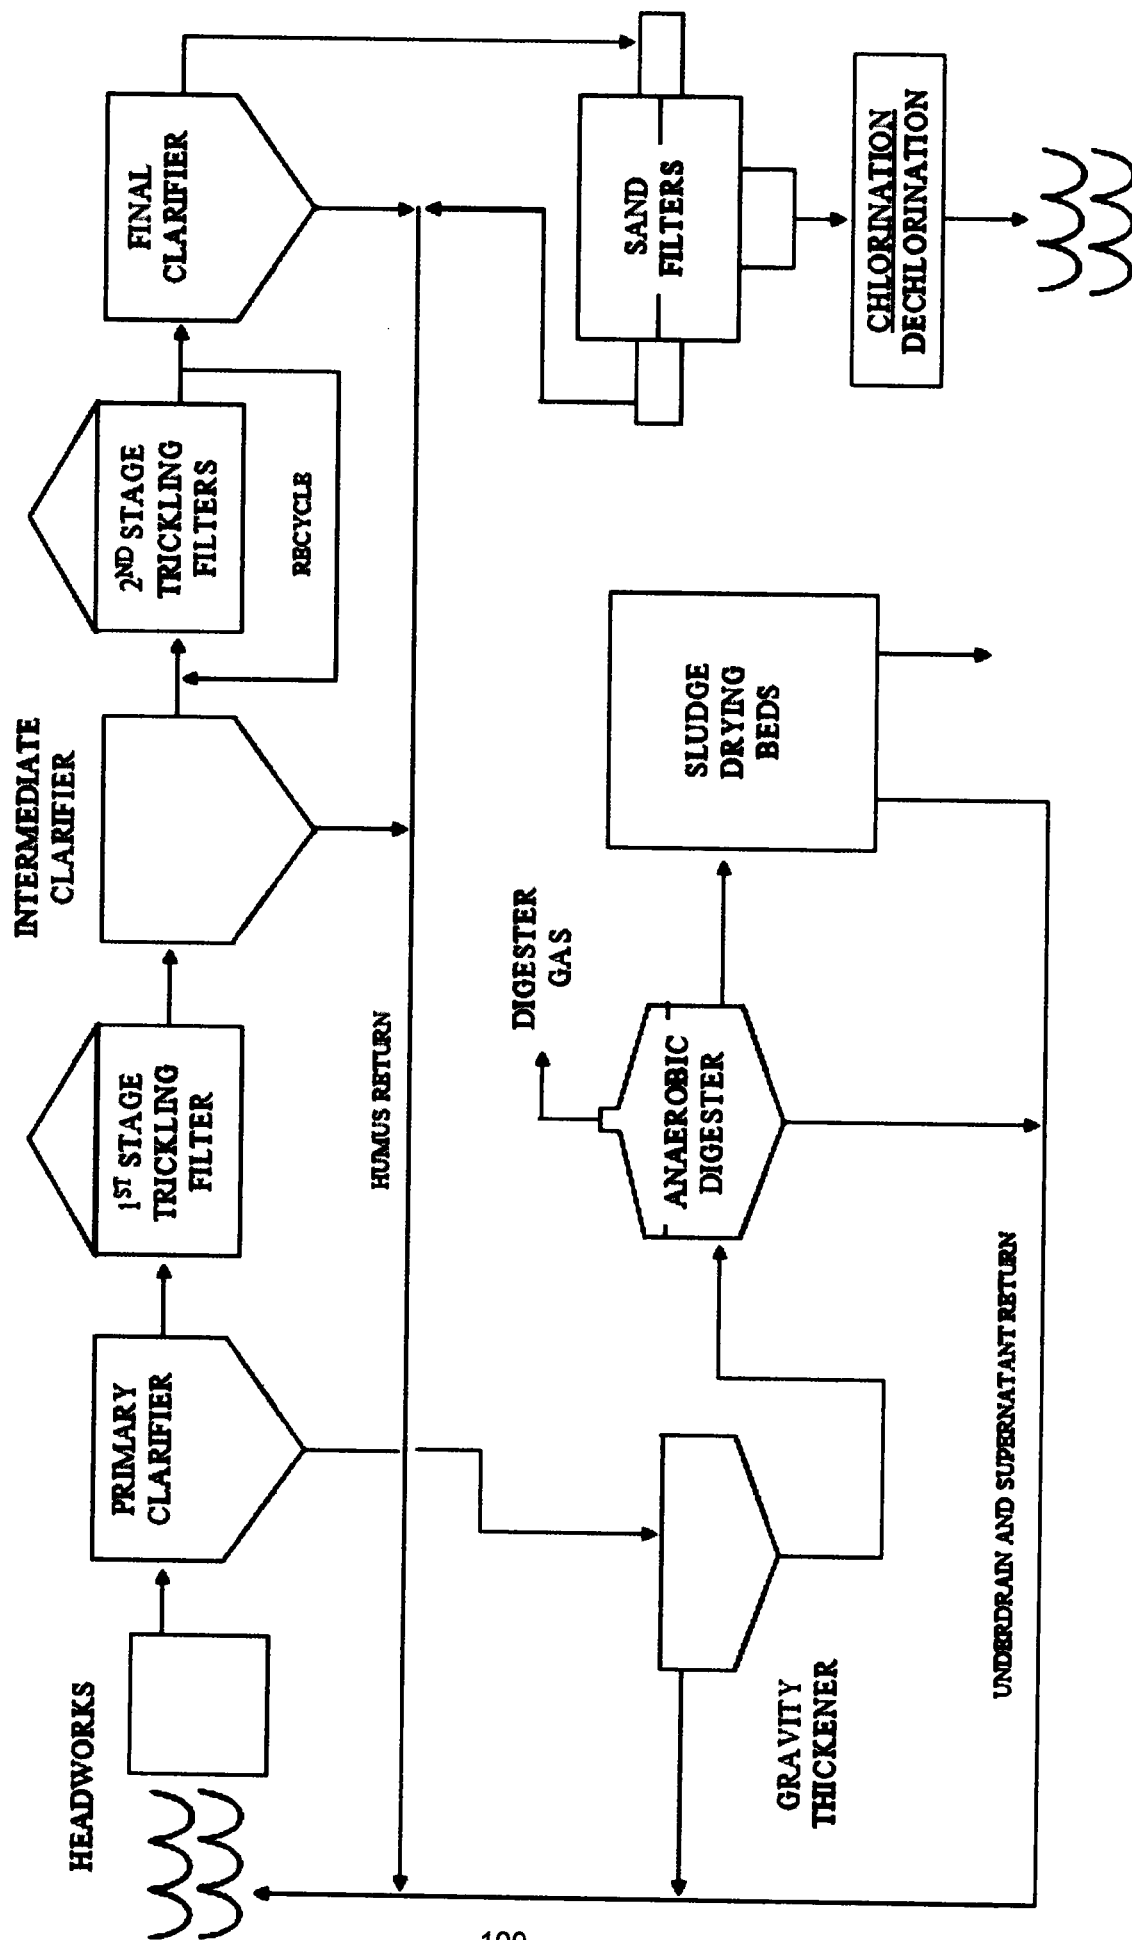 HEADWORKS
PRIMARY
CLARIFIER
1ST STAGE
TRICKLING
FILTER
INTERMEDIATE
CLARIFIER
2ND STAGE
TRICKLING
FILTERS
FINAL
CLARIFIER
RECYCLE
HUMUS RETURN
GRAVITY
THICKENER
ANAEROBIC
DIGESTER
DIGESTER
GAS
SLUDGE
DRYING
BEDS
SAND
FILTERS
CHLORINATION
DECHLORINATION
UNDERDRAIN AND SUPERNATANT RETURN